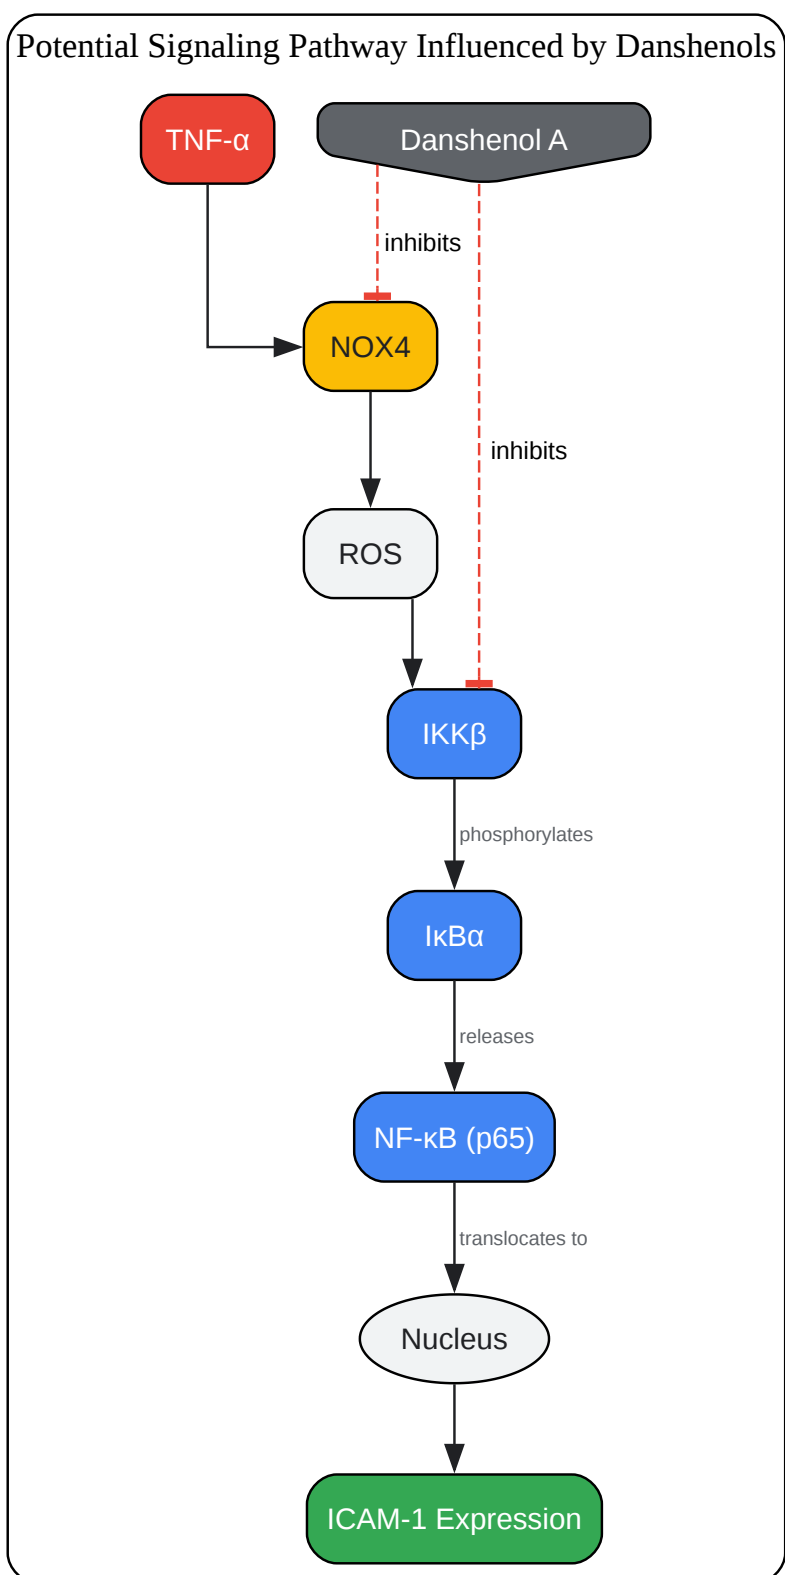 Potential Signaling Pathway Influenced by Danshenols
TNF-α
Danshenol A
inhibits
NOX4
inhibits
ROS
IKKβ
phosphorylates
IκBα
releases
NF-κB (p65)
translocates to
Nucleus
ICAM-1 Expression